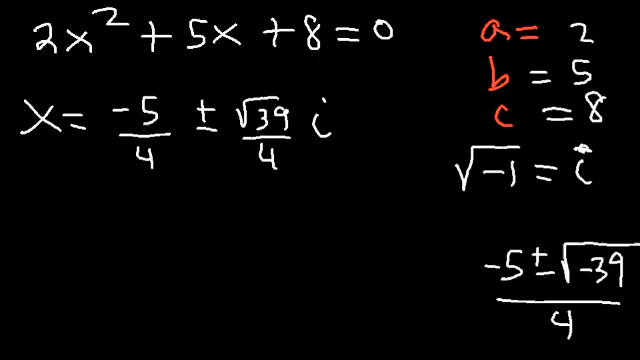 2x² + 5x + 8 = 0
x = -5/4 ± √39/4 i
a = 2
b = 5
c = 8
√-1 = i
-5 ± √-39
4